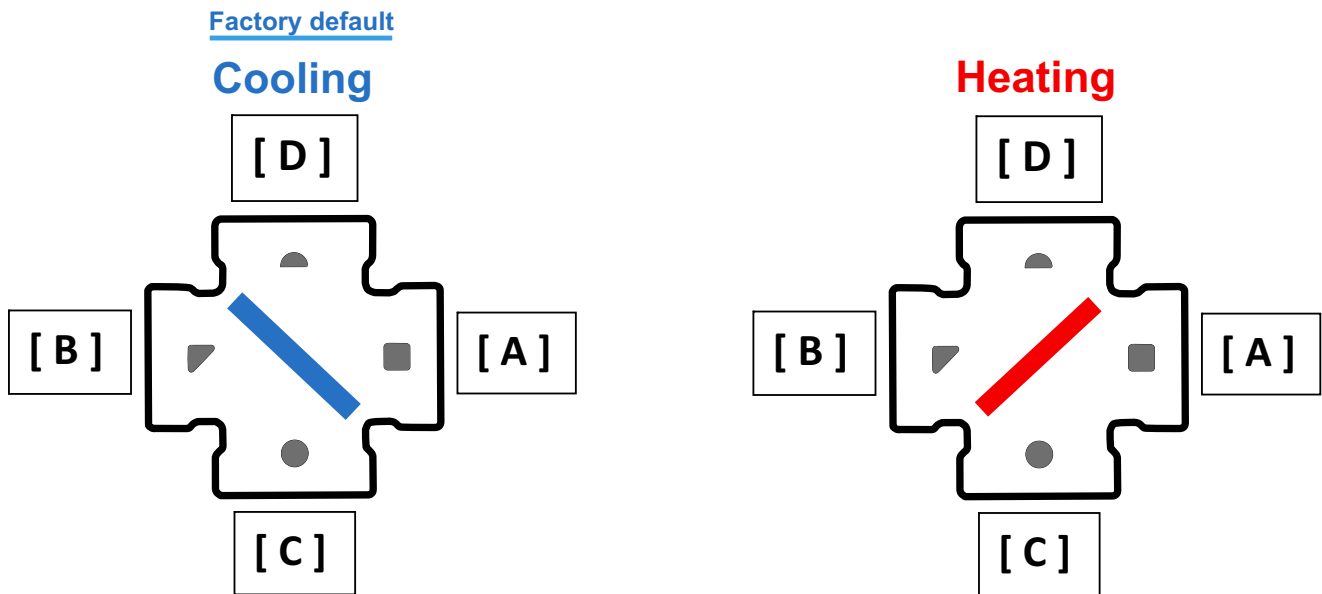 Factory default
Cooling
[ D ]
[ B ]
[ A ]
[ C ]
Heating
[ D ]
[ B ]
[ A ]
[ C ]